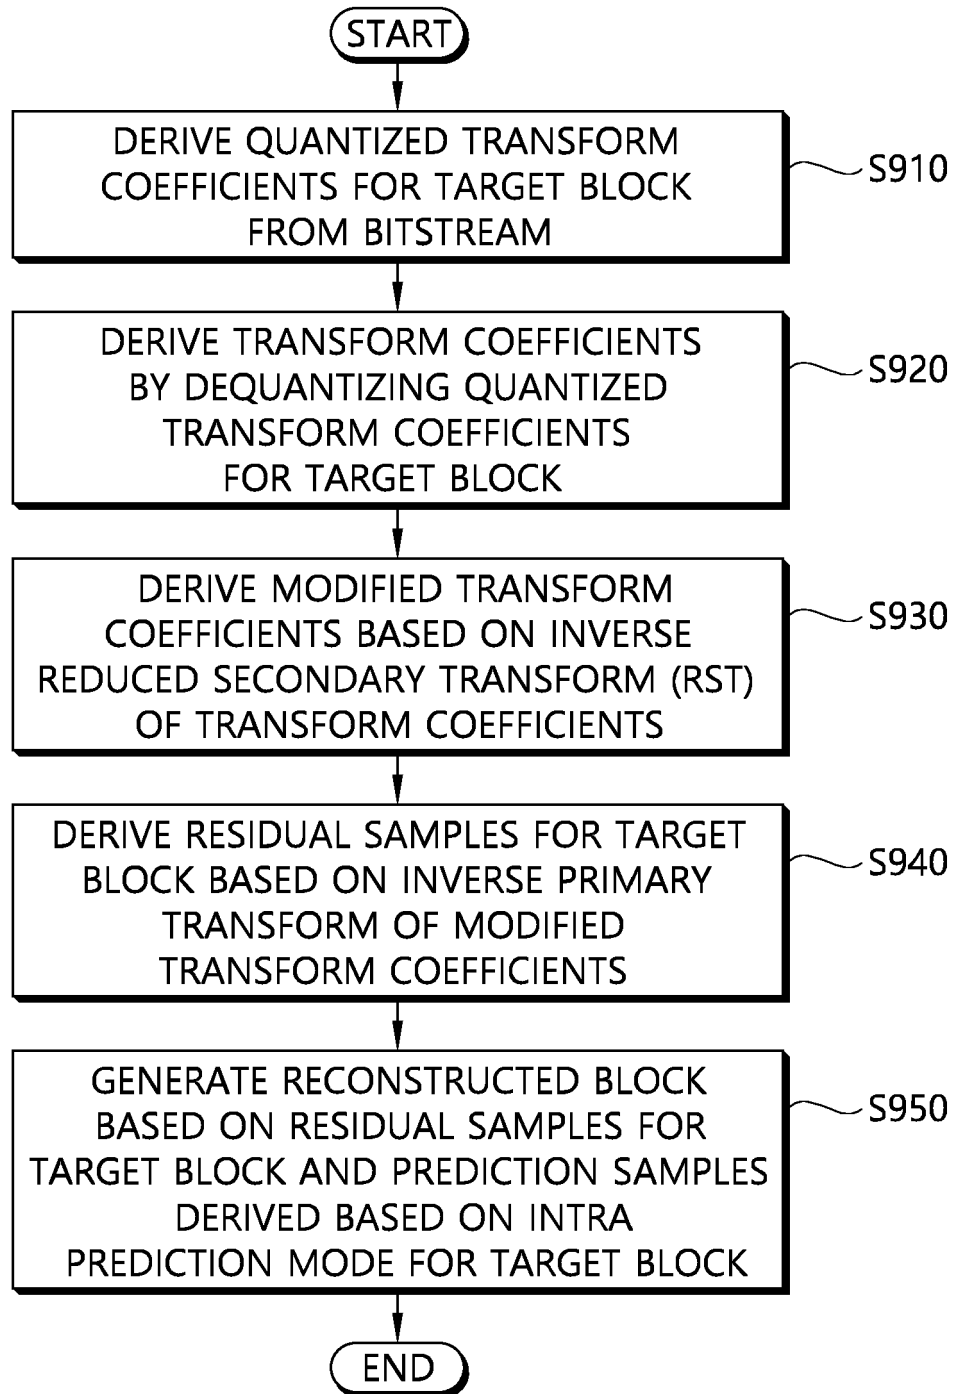 START
DERIVE QUANTIZED TRANSFORM
COEFFICIENTS FOR TARGET BLOCK
FROM BITSTREAM
S910
DERIVE TRANSFORM COEFFICIENTS
BY DEQUANTIZING QUANTIZED
TRANSFORM COEFFICIENTS
FOR TARGET BLOCK
S920
DERIVE MODIFIED TRANSFORM
COEFFICIENTS BASED ON INVERSE
REDUCED SECONDARY TRANSFORM (RST)
OF TRANSFORM COEFFICIENTS
S930
DERIVE RESIDUAL SAMPLES FOR TARGET
BLOCK BASED ON INVERSE PRIMARY
TRANSFORM OF MODIFIED
TRANSFORM COEFFICIENTS
S940
GENERATE RECONSTRUCTED BLOCK
BASED ON RESIDUAL SAMPLES FOR
TARGET BLOCK AND PREDICTION SAMPLES
DERIVED BASED ON INTRA
PREDICTION MODE FOR TARGET BLOCK
S950
END